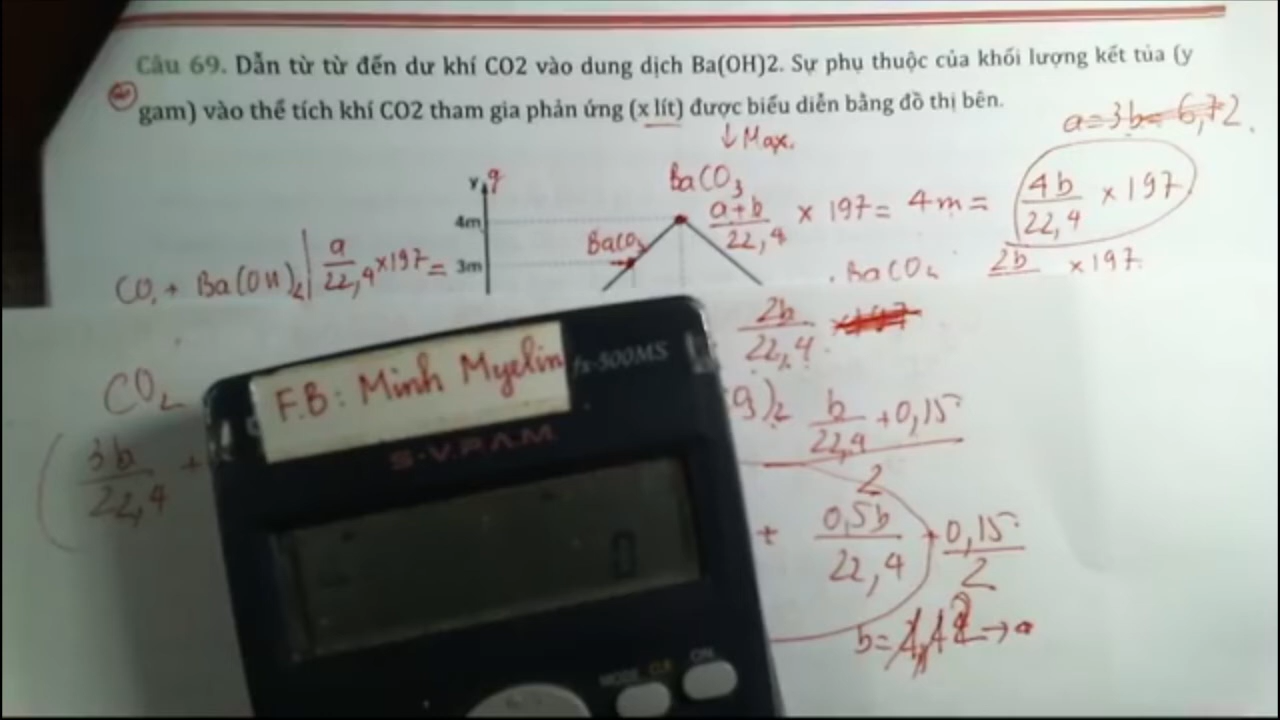 Câu 69. Dẫn từ từ đến dư khí CO2 vào dung dịch Ba(OH)2. Sự phụ thuộc của khối lượng kết tủa (y
gam) vào thể tích khí CO2 tham gia phản ứng (x lít) được biểu diễn bằng đồ thị bên.
a = 3b = 6,72
↓ Max.
y g
BaCO3
4m
a+b/22,4 × 197 = 4m = 4b/22,4 × 197
BaCO3
3m
CO2 + Ba(OH)2 | a/22,4 × 197 =
2b × 197
2b/22,4
F.B: Minh Myelin
fx-500MS
S-V.P.A.M.
CO2
b/22,4 + 0,15
2
3b/22,4 +
+ 0,5b/22,4 + 0,15/2
0
b =
→ a
MODE
ON